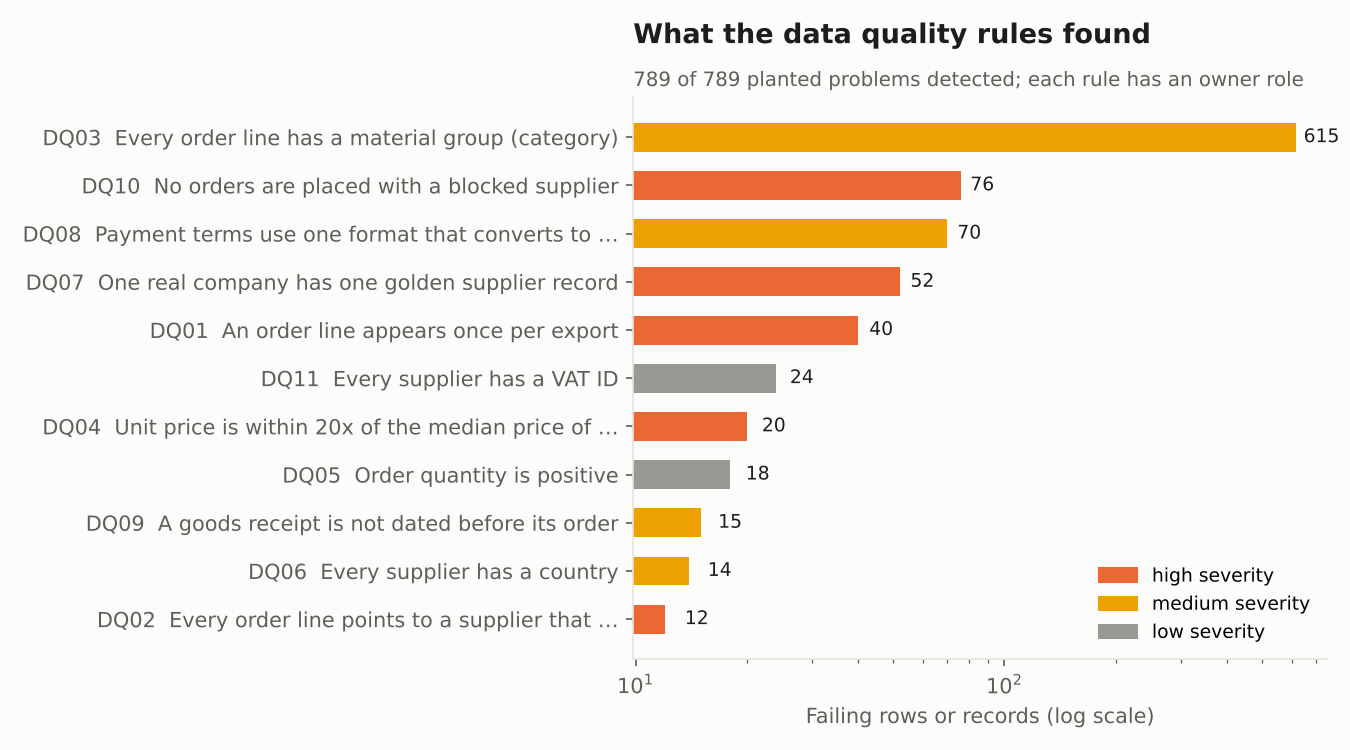 What the data quality rules found
789 of 789 planted problems detected; each rule has an owner role
DQ03 Every order line has a material group (category) 615
DQ10 No orders are placed with a blocked supplier 76
DQ08 Payment terms use one format that converts to … 70
DQ07 One real company has one golden supplier record 52
DQ01 An order line appears once per export 40
DQ11 Every supplier has a VAT ID 24
DQ04 Unit price is within 20x of the median price of … 20
DQ05 Order quantity is positive 18
DQ09 A goods receipt is not dated before its order 15
DQ06 Every supplier has a country 14
DQ02 Every order line points to a supplier that … 12
high severity
medium severity
low severity
10¹ 10²
Failing rows or records (log scale)